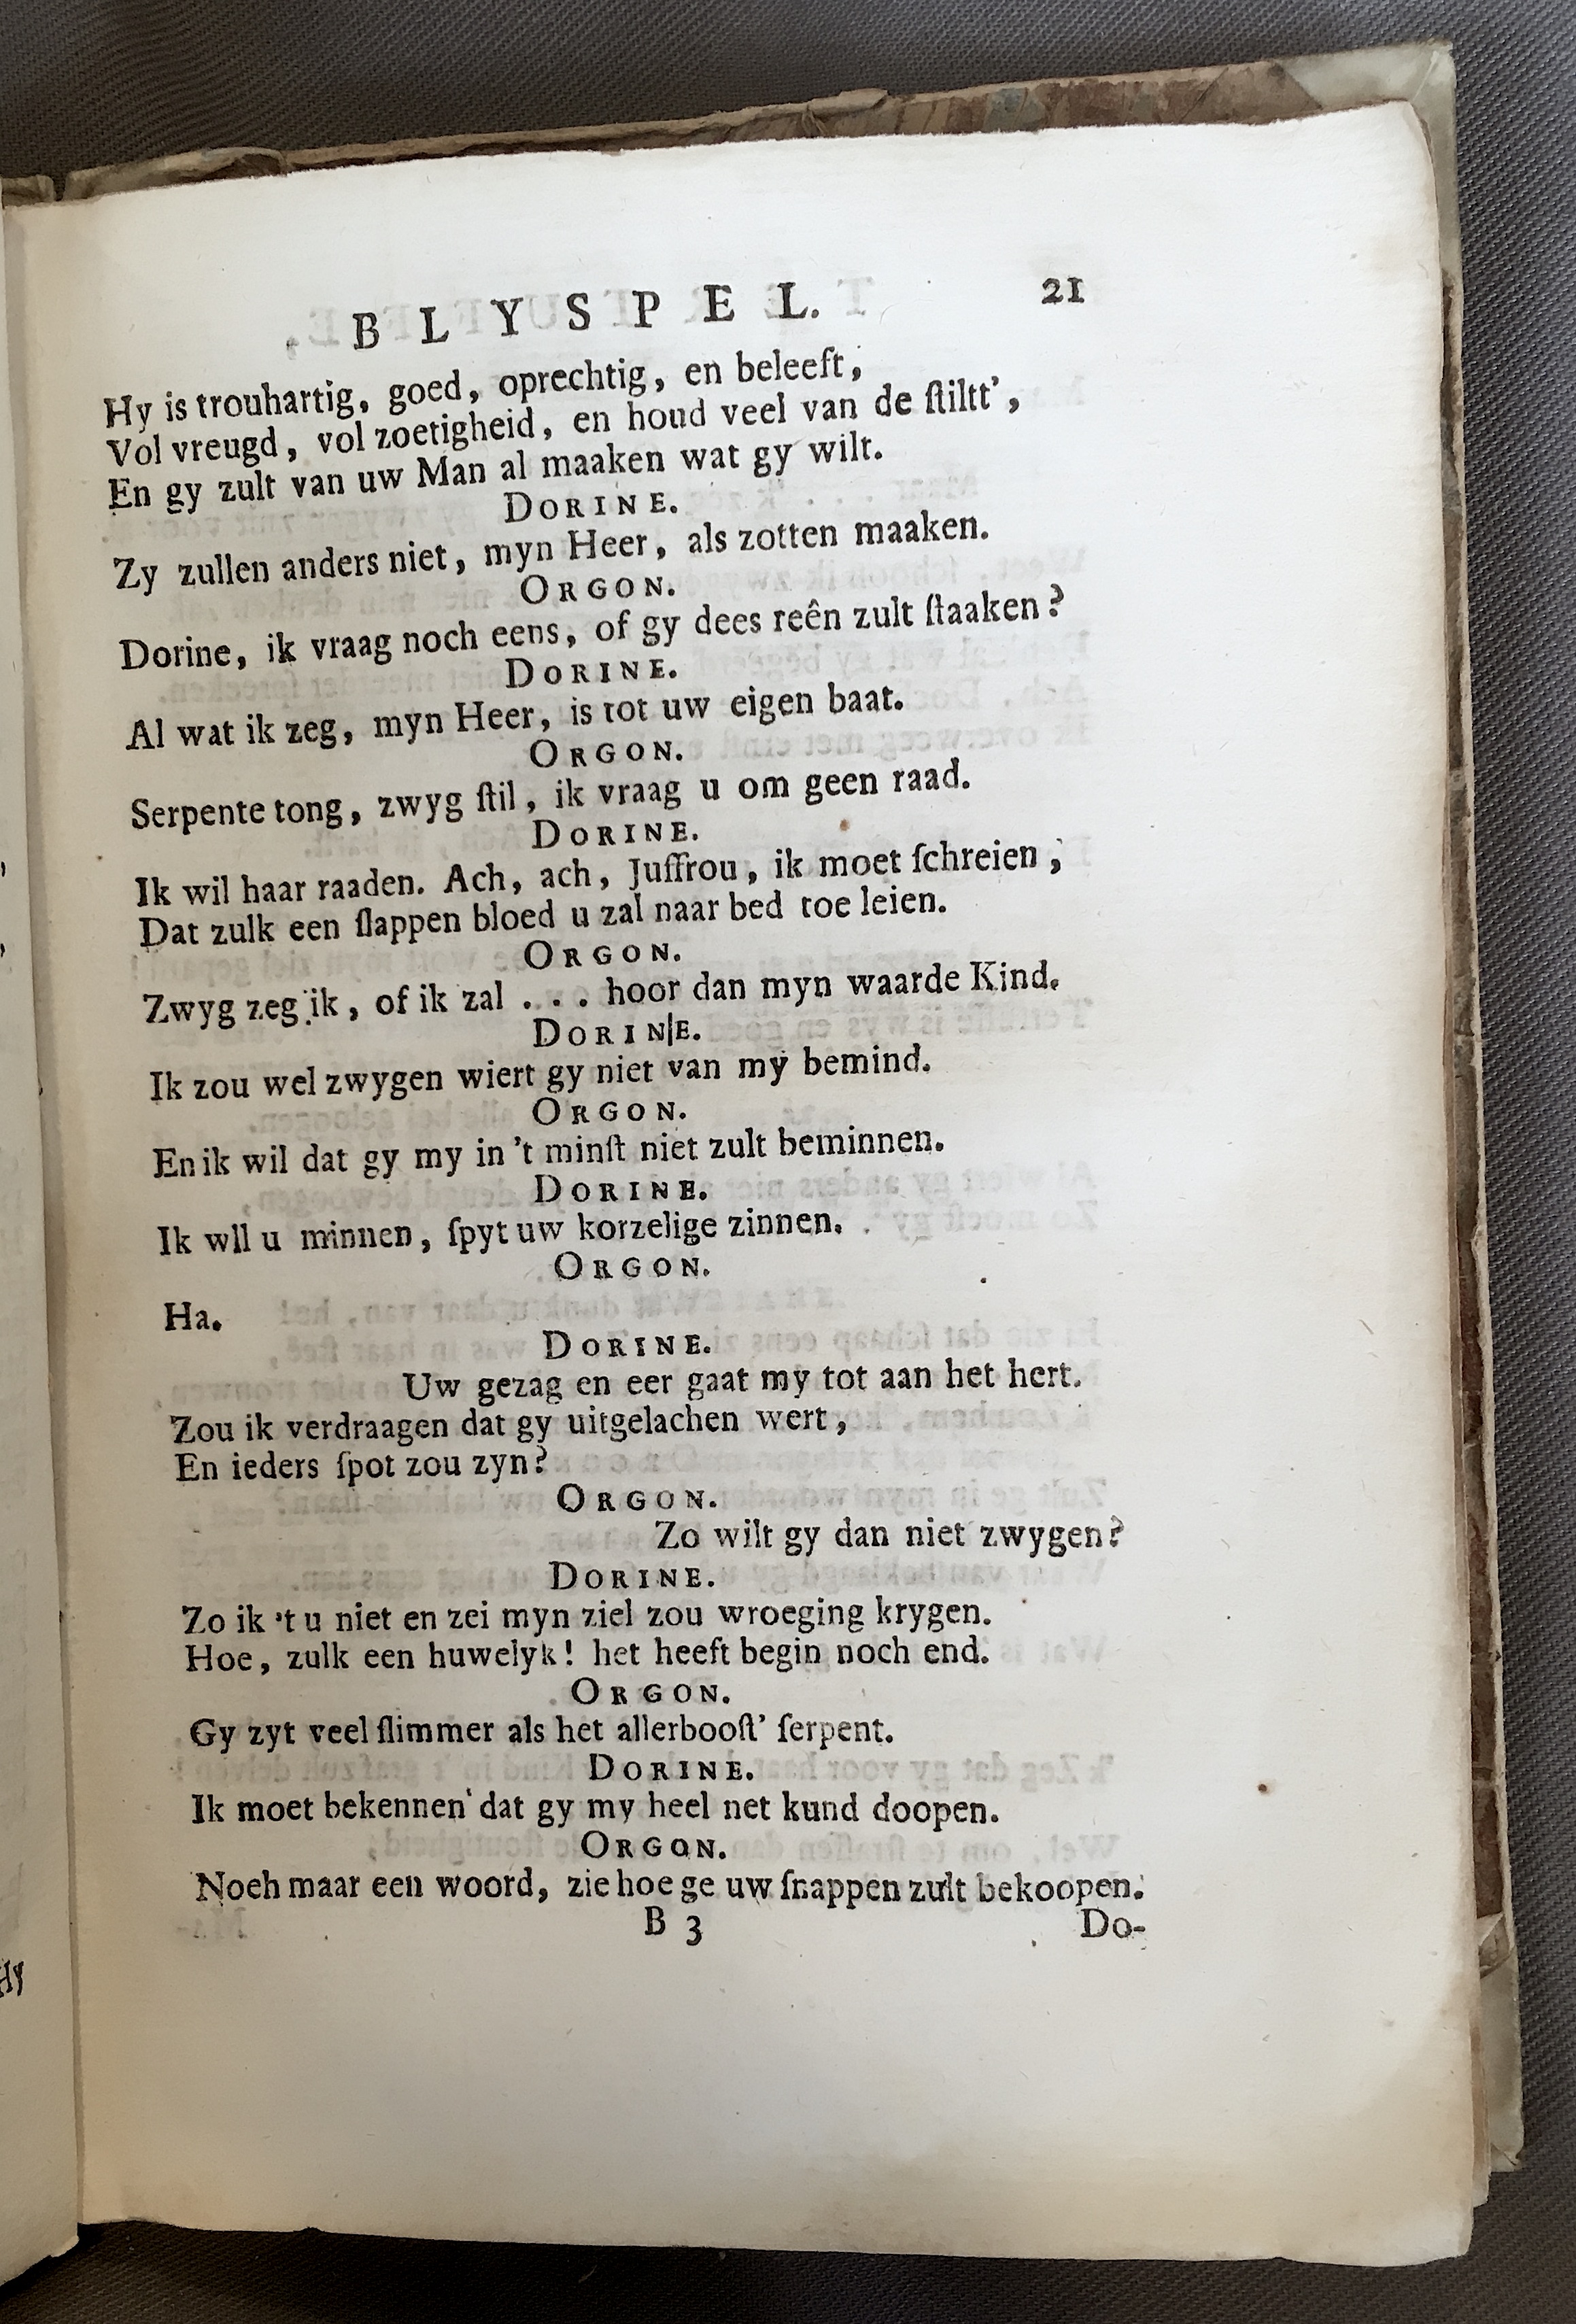 BLYSPEL. 21
Hy is trouhartig, goed, oprechtig, en beleeft,
Vol vreugd, vol zoetigheid, en houd veel van de ſtiltt',
En gy zult van uw Man al maaken wat gy wilt.
DORINE.
Zy zullen anders niet, myn Heer, als zotten maaken.
ORGON.
Dorine, ik vraag noch eens, of gy dees reên zult ſtaaken?
DORINE.
Al wat ik zeg, myn Heer, is tot uw eigen baat.
ORGON.
Serpente tong, zwyg ſtil, ik vraag u om geen raad.
DORINE.
Ik wil haar raaden. Ach, ach, Juffrou, ik moet ſchreien,
Dat zulk een ſlappen bloed u zal naar bed toe leien.
ORGON.
Zwyg zeg ik, of ik zal . . . hoor dan myn waarde Kind.
DORINE.
Ik zou wel zwygen wiert gy niet van my bemind.
ORGON.
En ik wil dat gy my in 't minſt niet zult beminnen.
DORINE.
Ik wll u minnen, ſpyt uw korzelige zinnen.
ORGON.
Ha.
DORINE.
Uw gezag en eer gaat my tot aan het hert.
Zou ik verdraagen dat gy uitgelachen wert,
En ieders ſpot zou zyn?
ORGON.
Zo wilt gy dan niet zwygen?
DORINE.
Zo ik 't u niet en zei myn ziel zou wroeging krygen.
Hoe, zulk een huwelyk! het heeft begin noch end.
ORGON.
Gy zyt veel ſlimmer als het allerbooſt' ſerpent.
DORINE.
Ik moet bekennen dat gy my heel net kund doopen.
ORGON.
Noeh maar een woord, zie hoe ge uw ſnappen zult bekoopen.
B 3 Do-